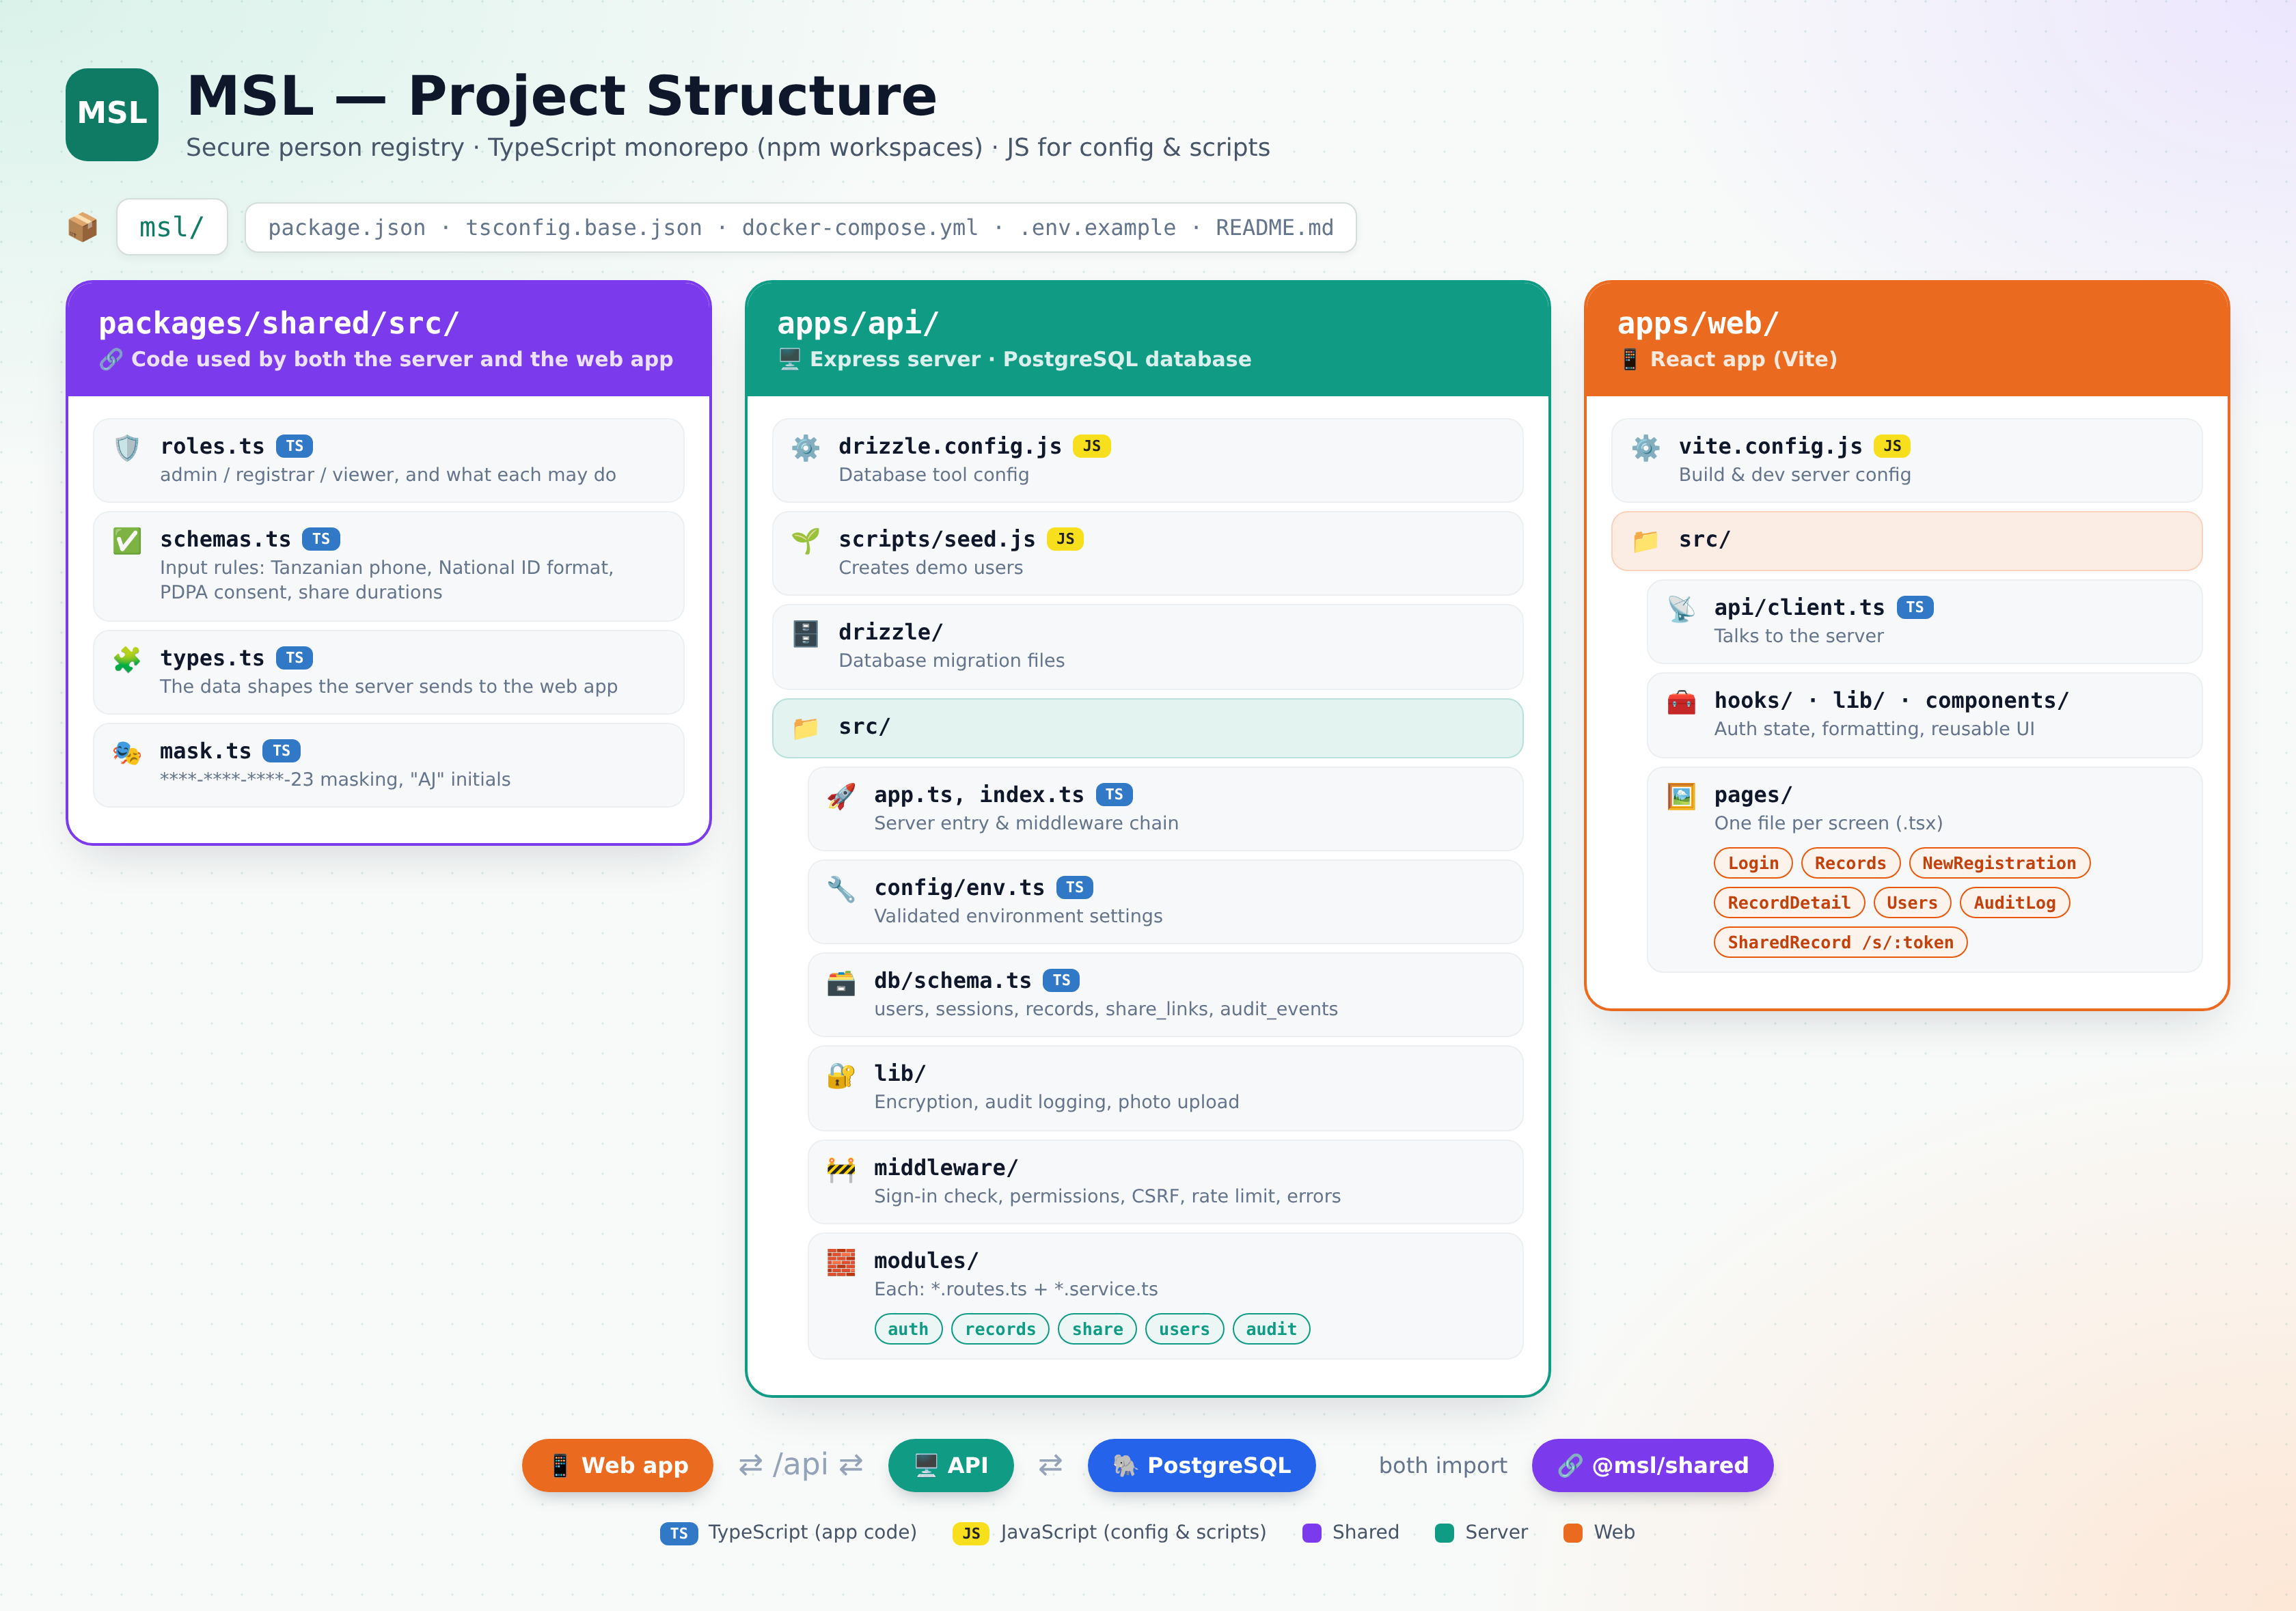 MSL
MSL — Project Structure
Secure person registry · TypeScript monorepo (npm workspaces) · JS for config & scripts
msl/
package.json · tsconfig.base.json · docker-compose.yml · .env.example · README.md
packages/shared/src/
Code used by both the server and the web app
roles.ts TS
admin / registrar / viewer, and what each may do
schemas.ts TS
Input rules: Tanzanian phone, National ID format,
PDPA consent, share durations
types.ts TS
The data shapes the server sends to the web app
mask.ts TS
****-****-****-23 masking, "AJ" initials
apps/api/
Express server · PostgreSQL database
drizzle.config.js JS
Database tool config
scripts/seed.js JS
Creates demo users
drizzle/
Database migration files
src/
app.ts, index.ts TS
Server entry & middleware chain
config/env.ts TS
Validated environment settings
db/schema.ts TS
users, sessions, records, share_links, audit_events
lib/
Encryption, audit logging, photo upload
middleware/
Sign-in check, permissions, CSRF, rate limit, errors
modules/
Each: *.routes.ts + *.service.ts
auth records share users audit
apps/web/
React app (Vite)
vite.config.js JS
Build & dev server config
src/
api/client.ts TS
Talks to the server
hooks/ · lib/ · components/
Auth state, formatting, reusable UI
pages/
One file per screen (.tsx)
Login Records NewRegistration
RecordDetail Users AuditLog
SharedRecord /s/:token
Web app ⇄ /api ⇄ API ⇄ PostgreSQL both import @msl/shared
TS TypeScript (app code) JS JavaScript (config & scripts) Shared Server Web